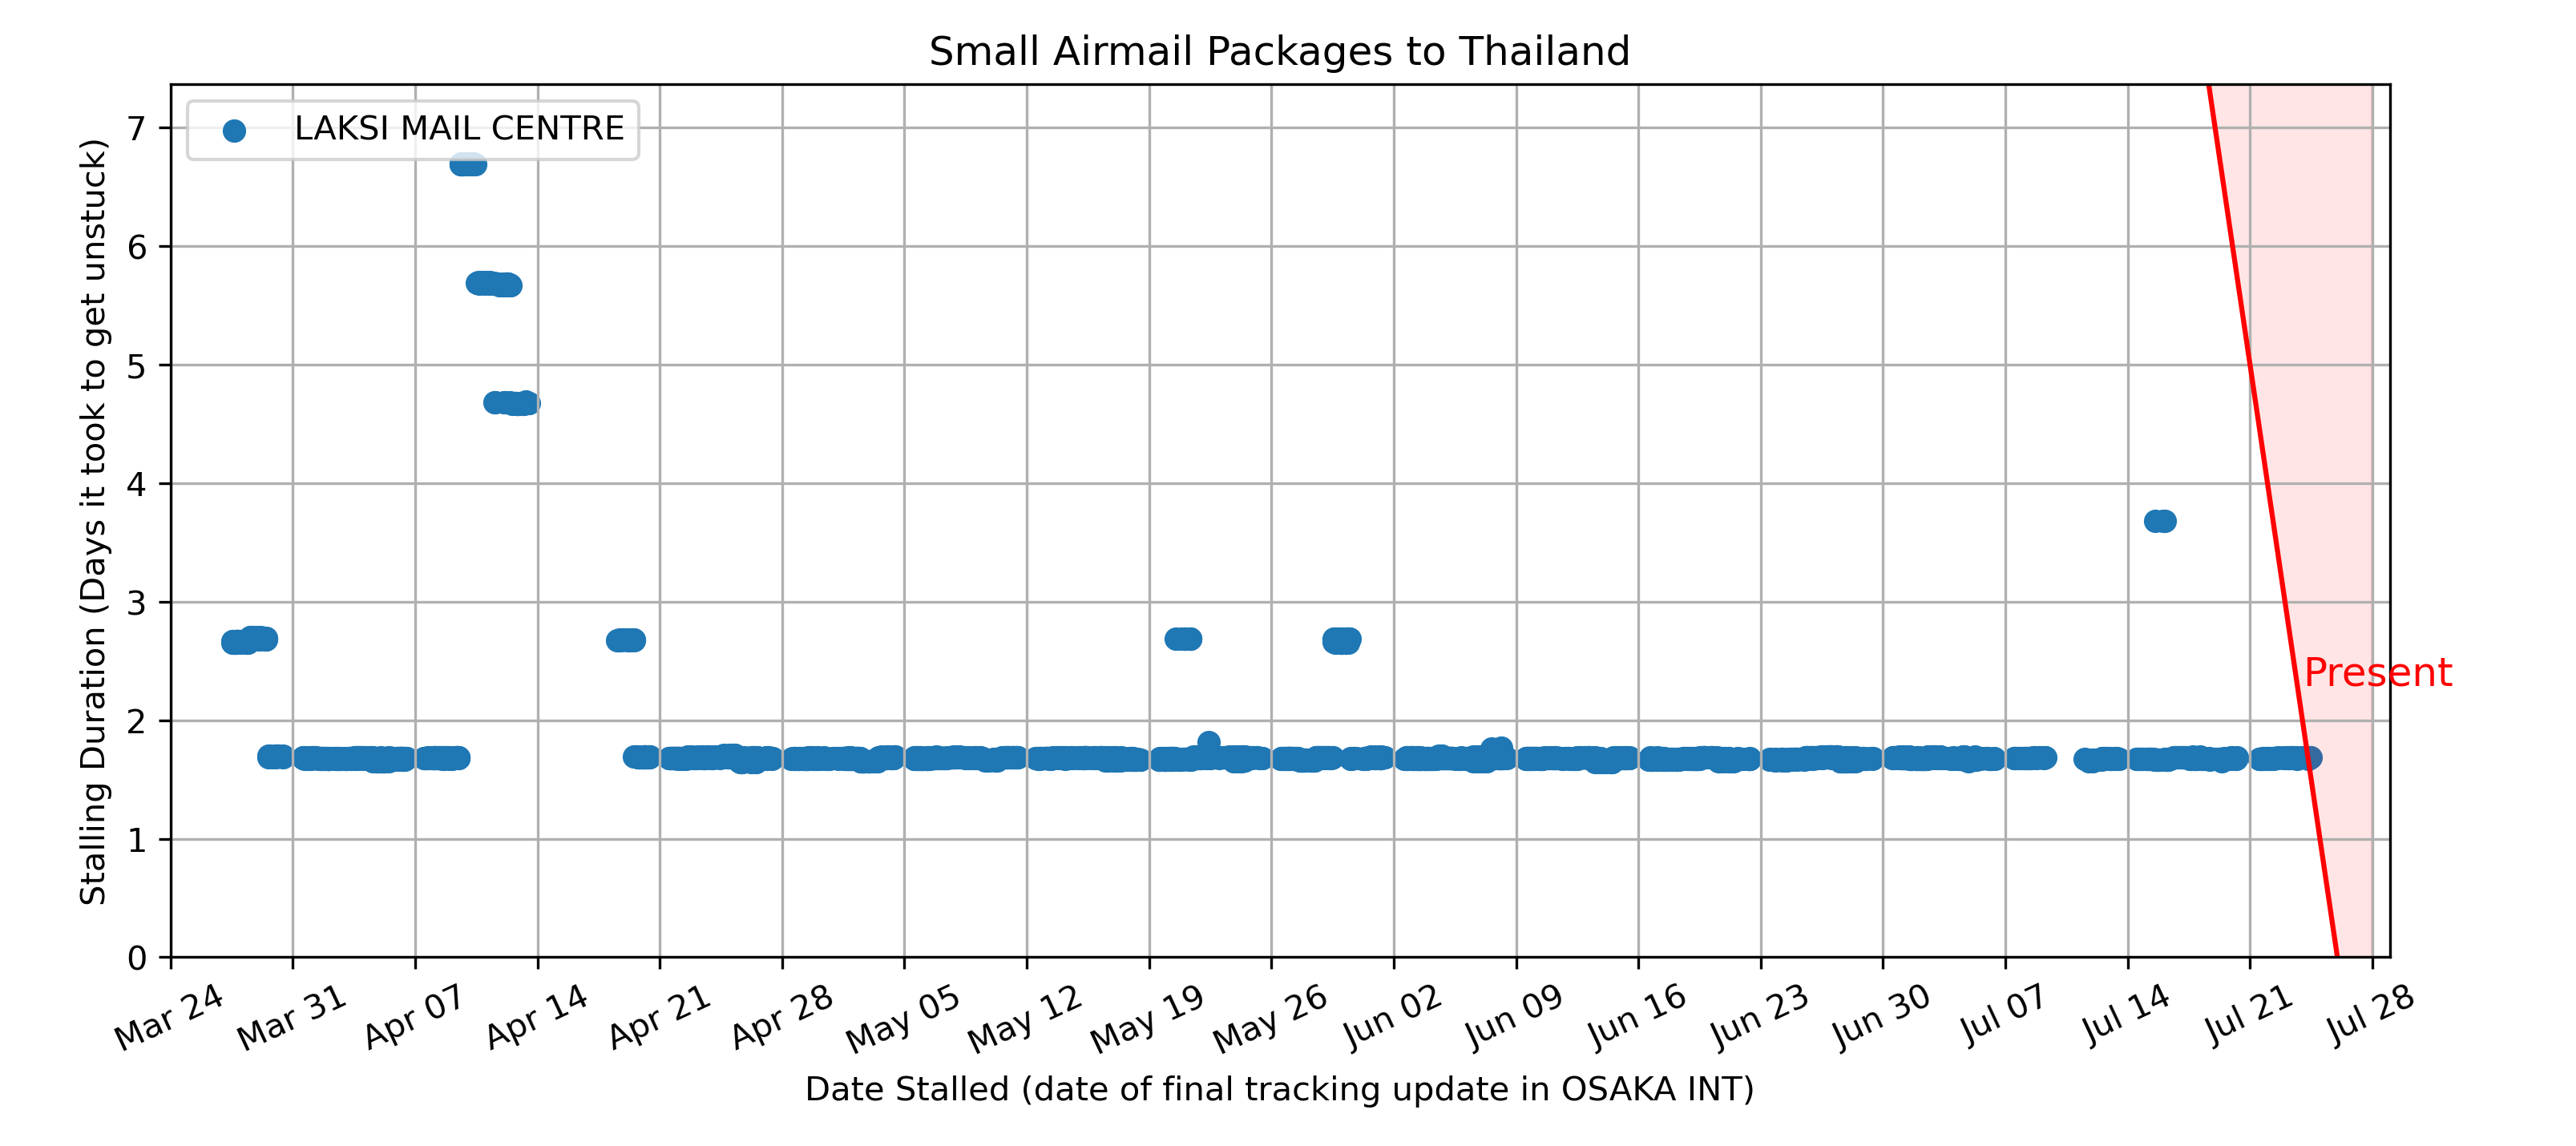 Small Airmail Packages to Thailand
LAKSI MAIL CENTRE
Stalling Duration (Days it took to get unstuck)
7
6
5
4
3
2
1
0
Present
Mar 24 Mar 31 Apr 07 Apr 14 Apr 21 Apr 28 May 05 May 12 May 19 May 26 Jun 02 Jun 09 Jun 16 Jun 23 Jun 30 Jul 07 Jul 14 Jul 21 Jul 28
Date Stalled (date of final tracking update in OSAKA INT)